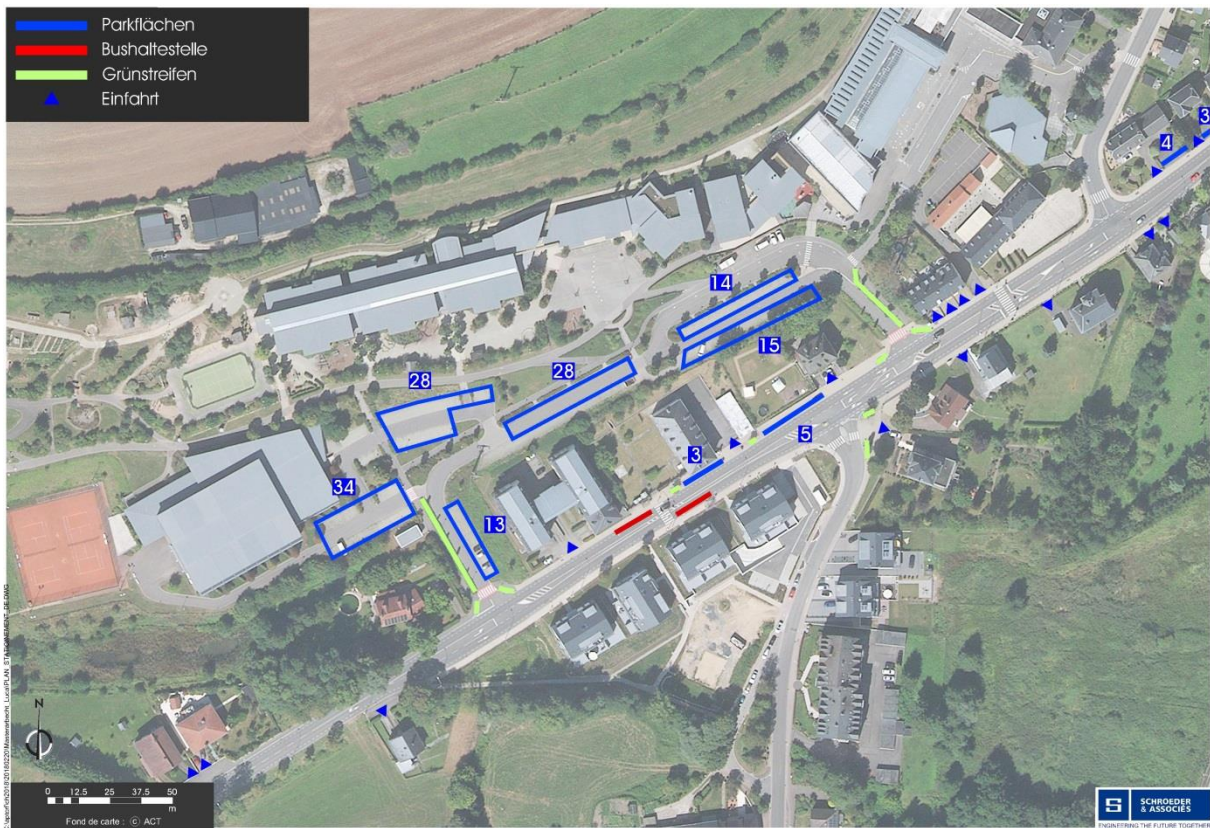 Parkflächen
Bushaltestelle
Grünstreifen
Einfahrt
3
4
14
15
28
28
5
3
34
13
N
0 12.5 25 37.5 50
m
Fond de carte : © ACT
S SCHROEDER
& ASSOCIÉS
ENGINEERING THE FUTURE TOGETHER